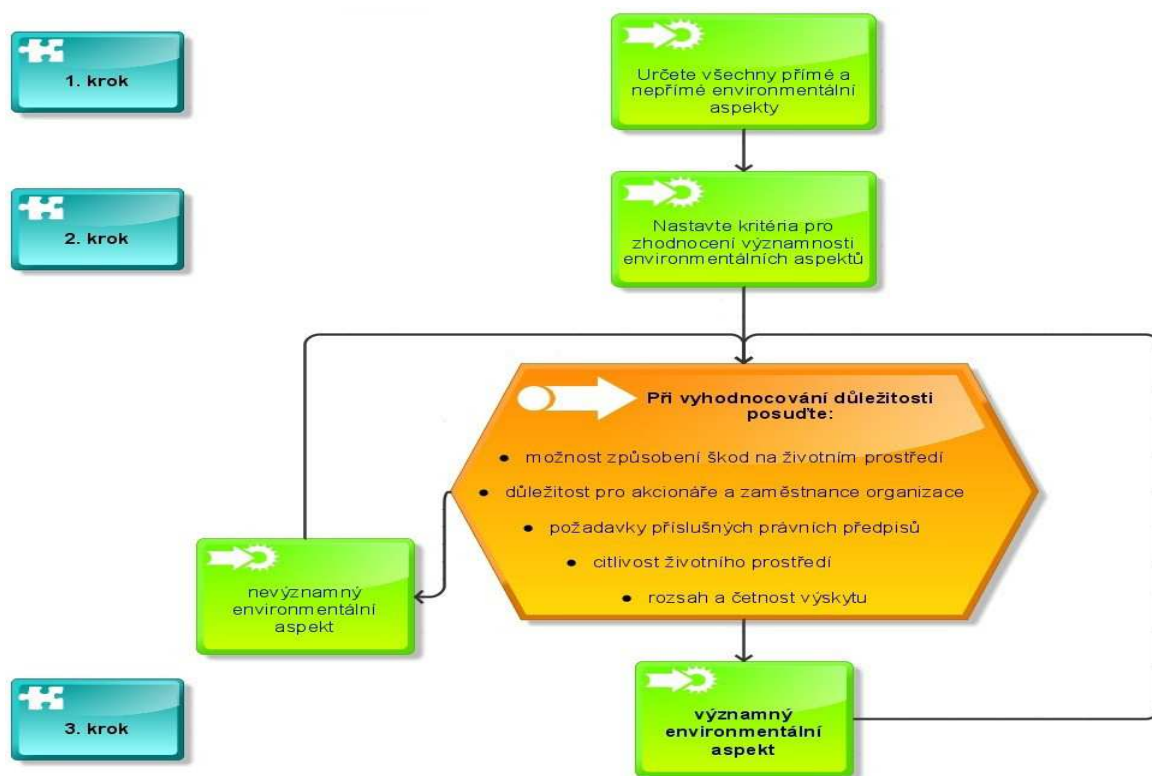 1. krok
Určete všechny přímé a
nepřímé environmentální
aspekty
2. krok
Nastavte kritéria pro
zhodnocení významnosti
environmentálních aspektů
Při vyhodnocování důležitosti
posuďte:
● možnost způsobení škod na životním prostředí
● důležitost pro akcionáře a zaměstnance organizace
● požadavky příslušných právních předpisů
● citlivost životního prostředí
● rozsah a četnost výskytu
nevýznamný
environmentální
aspekt
3. krok
významný
environmentální
aspekt